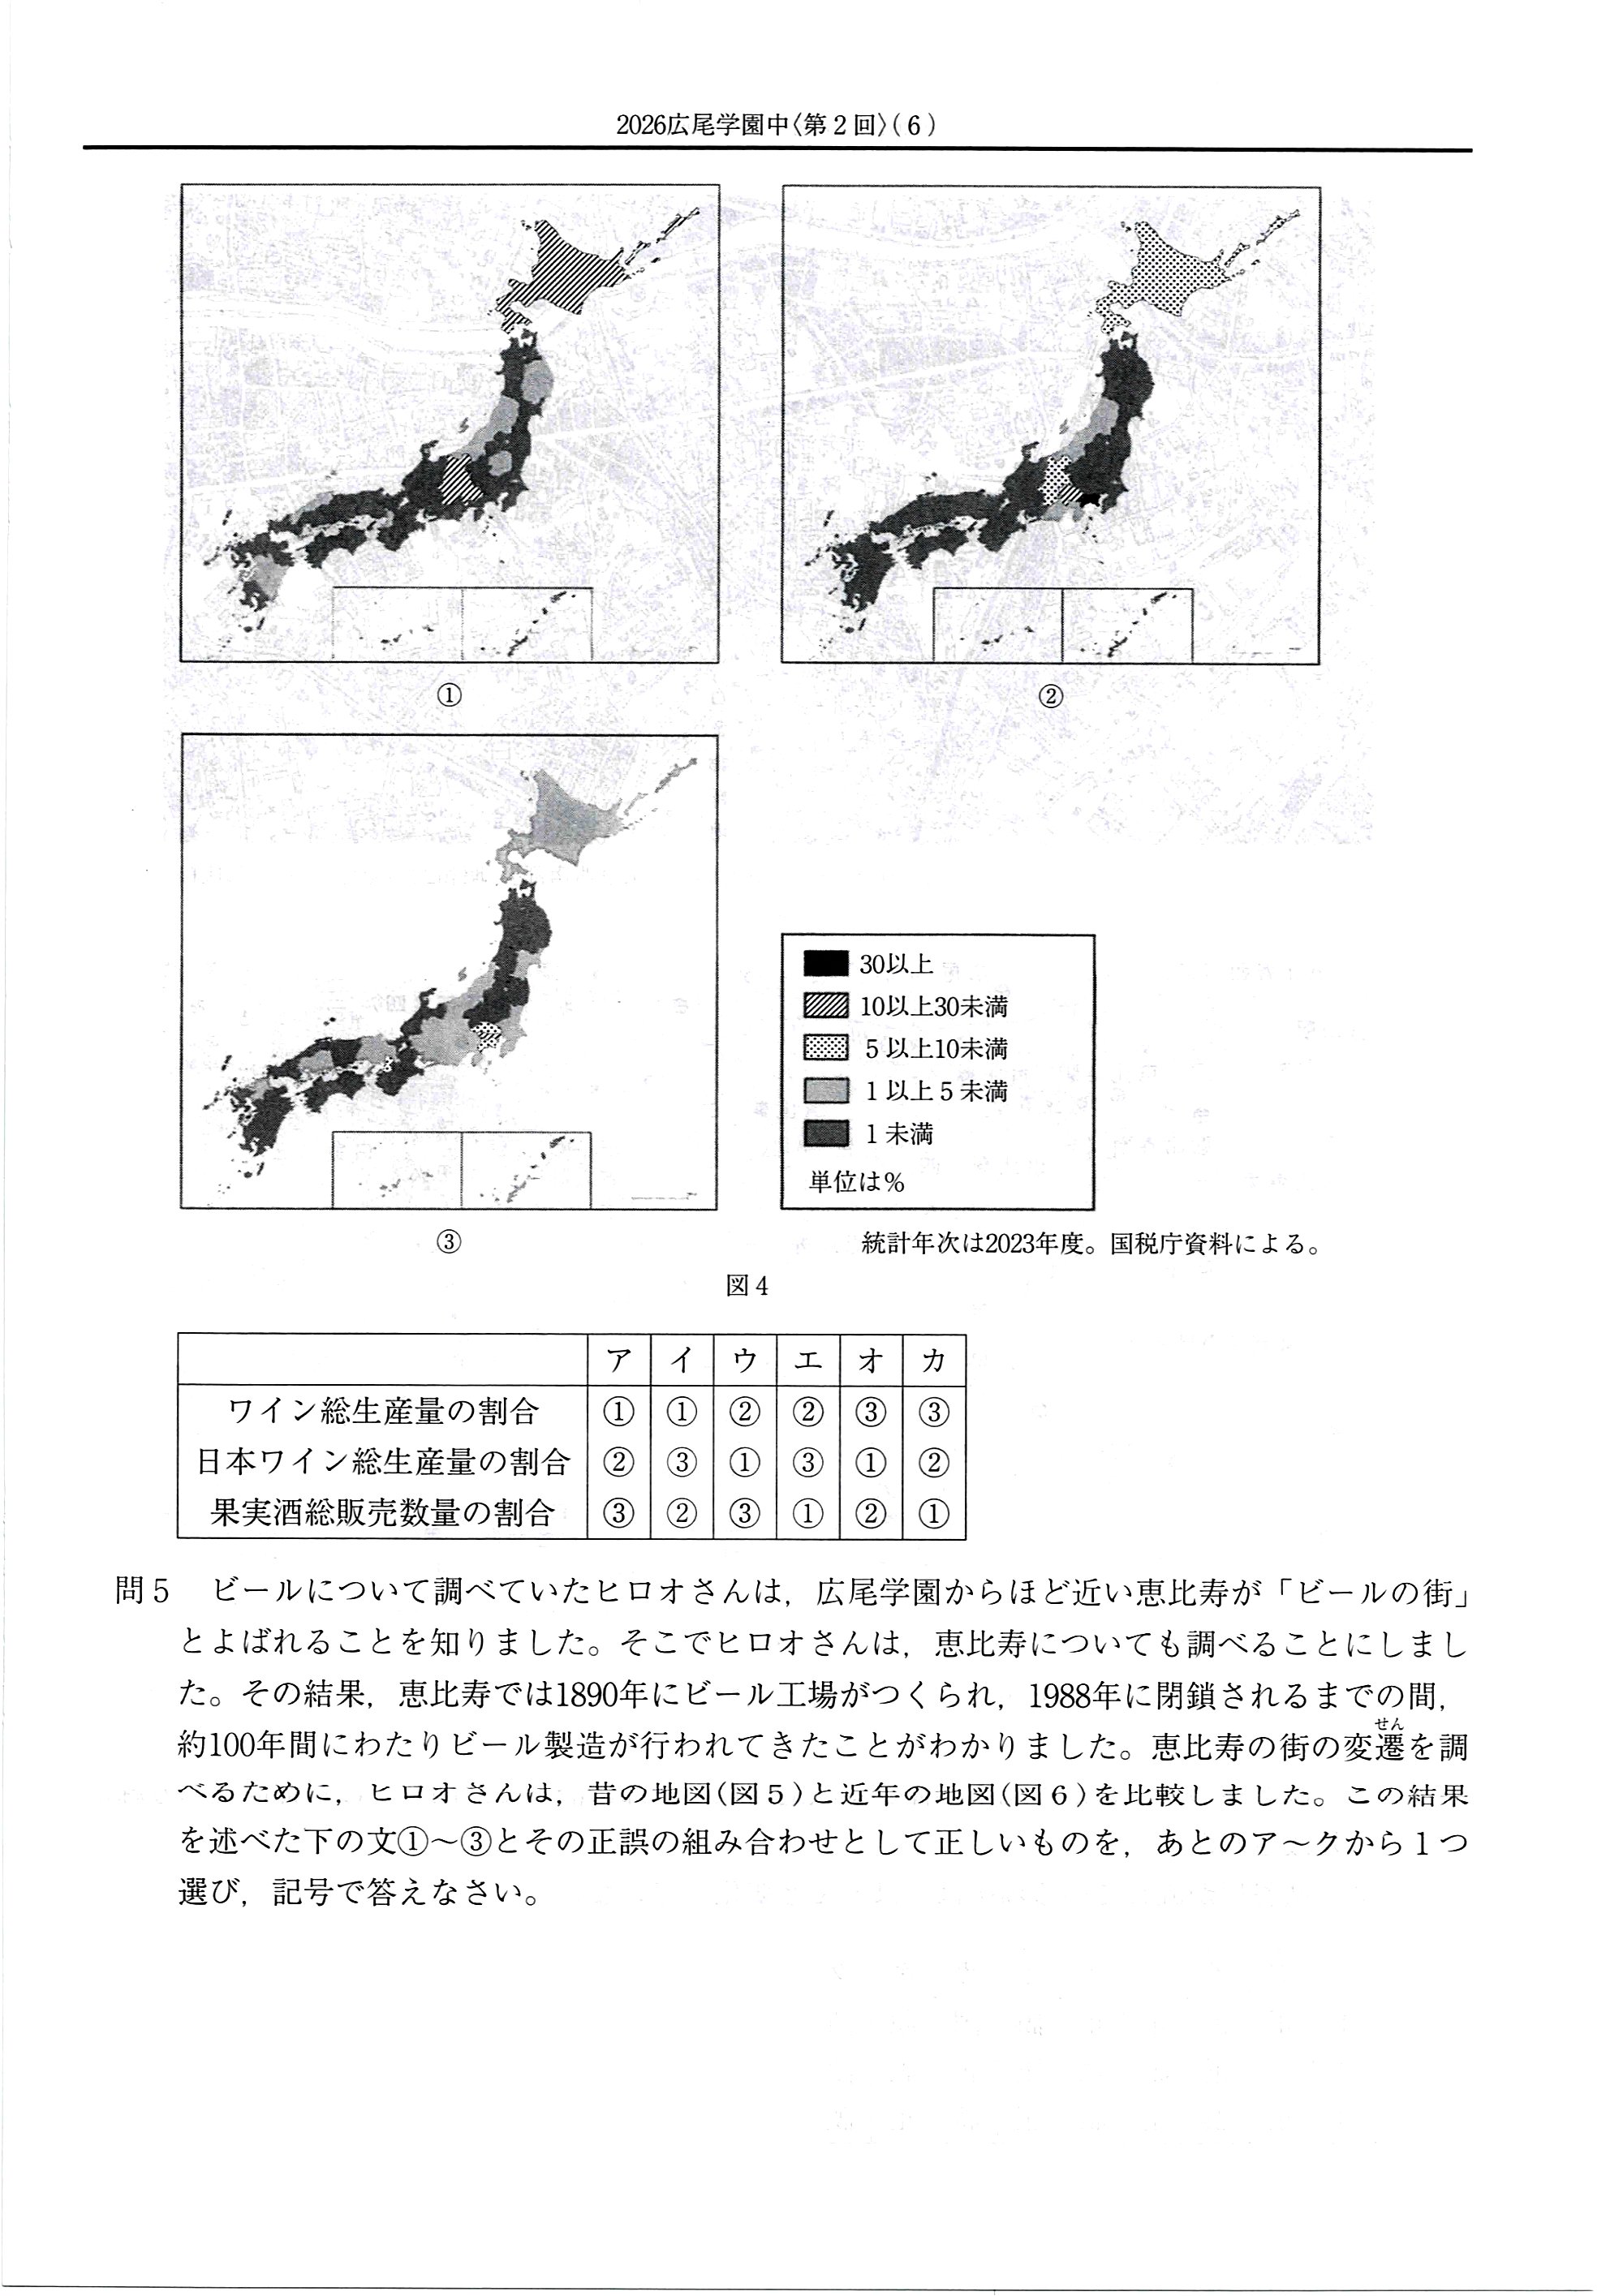 2026広尾学園中〈第2回〉(6)
①
②
③
30以上
10以上30未満
5以上10未満
1以上5未満
1未満
単位は%
統計年次は2023年度。国税庁資料による。
図4
ア イ ウ エ オ カ
ワイン総生産量の割合 ① ① ② ② ③ ③
日本ワイン総生産量の割合 ② ③ ① ③ ① ②
果実酒総販売数量の割合 ③ ② ③ ① ② ①
問5 ビールについて調べていたヒロオさんは，広尾学園からほど近い恵比寿が「ビールの街」
とよばれることを知りました。そこでヒロオさんは，恵比寿についても調べることにしまし
た。その結果，恵比寿では1890年にビール工場がつくられ，1988年に閉鎖されるまでの間，
せん
約100年間にわたりビール製造が行われてきたことがわかりました。恵比寿の街の変遷を調
べるために，ヒロオさんは，昔の地図(図5)と近年の地図(図6)を比較しました。この結果
を述べた下の文①～③とその正誤の組み合わせとして正しいものを，あとのア～クから1つ
選び，記号で答えなさい。